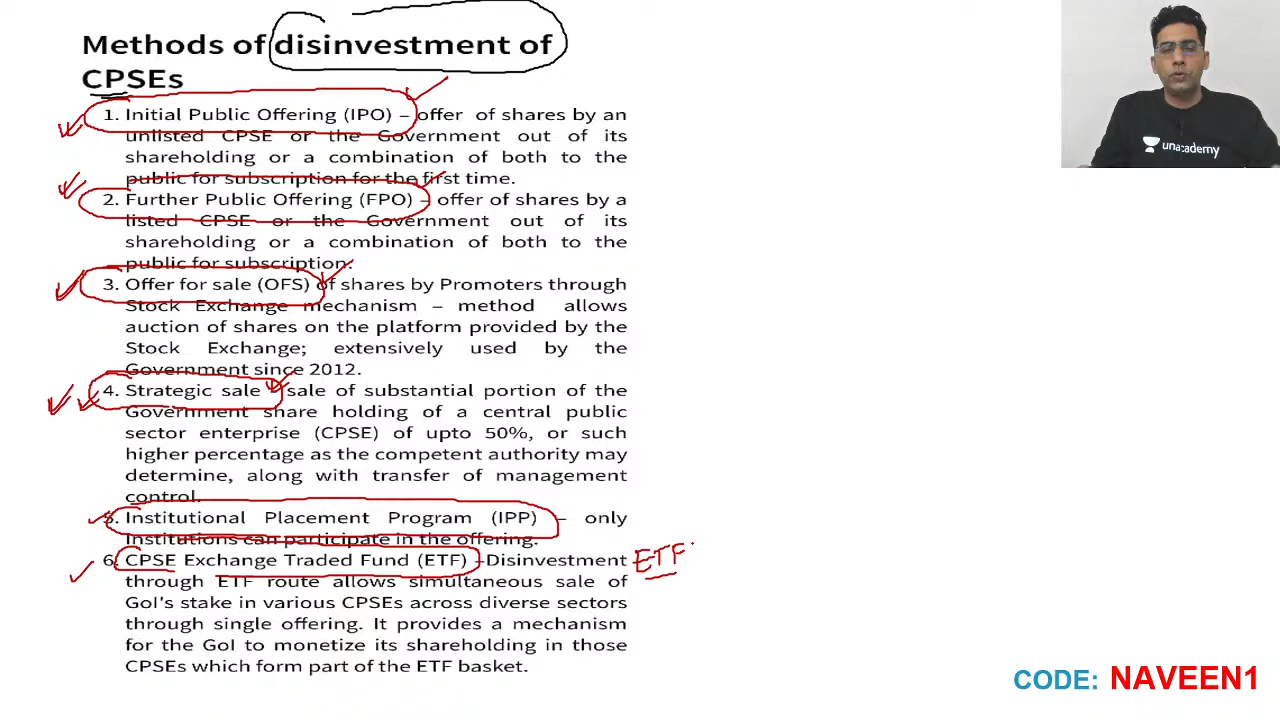 Methods of disinvestment of
CPSEs
1. Initial Public Offering (IPO) – offer of shares by an
unlisted CPSE or the Government out of its
shareholding or a combination of both to the
public for subscription for the first time.
2. Further Public Offering (FPO) – offer of shares by a
listed CPSE or the Government out of its
shareholding or a combination of both to the
public for subscription.
3. Offer for sale (OFS) of shares by Promoters through
Stock Exchange mechanism – method allows
auction of shares on the platform provided by the
Stock Exchange; extensively used by the
Government since 2012.
4. Strategic sale - sale of substantial portion of the
Government share holding of a central public
sector enterprise (CPSE) of upto 50%, or such
higher percentage as the competent authority may
determine, along with transfer of management
control.
5. Institutional Placement Program (IPP) – only
Institutions can participate in the offering.
6. CPSE Exchange Traded Fund (ETF) –Disinvestment
through ETF route allows simultaneous sale of
GoI's stake in various CPSEs across diverse sectors
through single offering. It provides a mechanism
for the GoI to monetize its shareholding in those
CPSEs which form part of the ETF basket.
ETF
unacademy
CODE: NAVEEN1